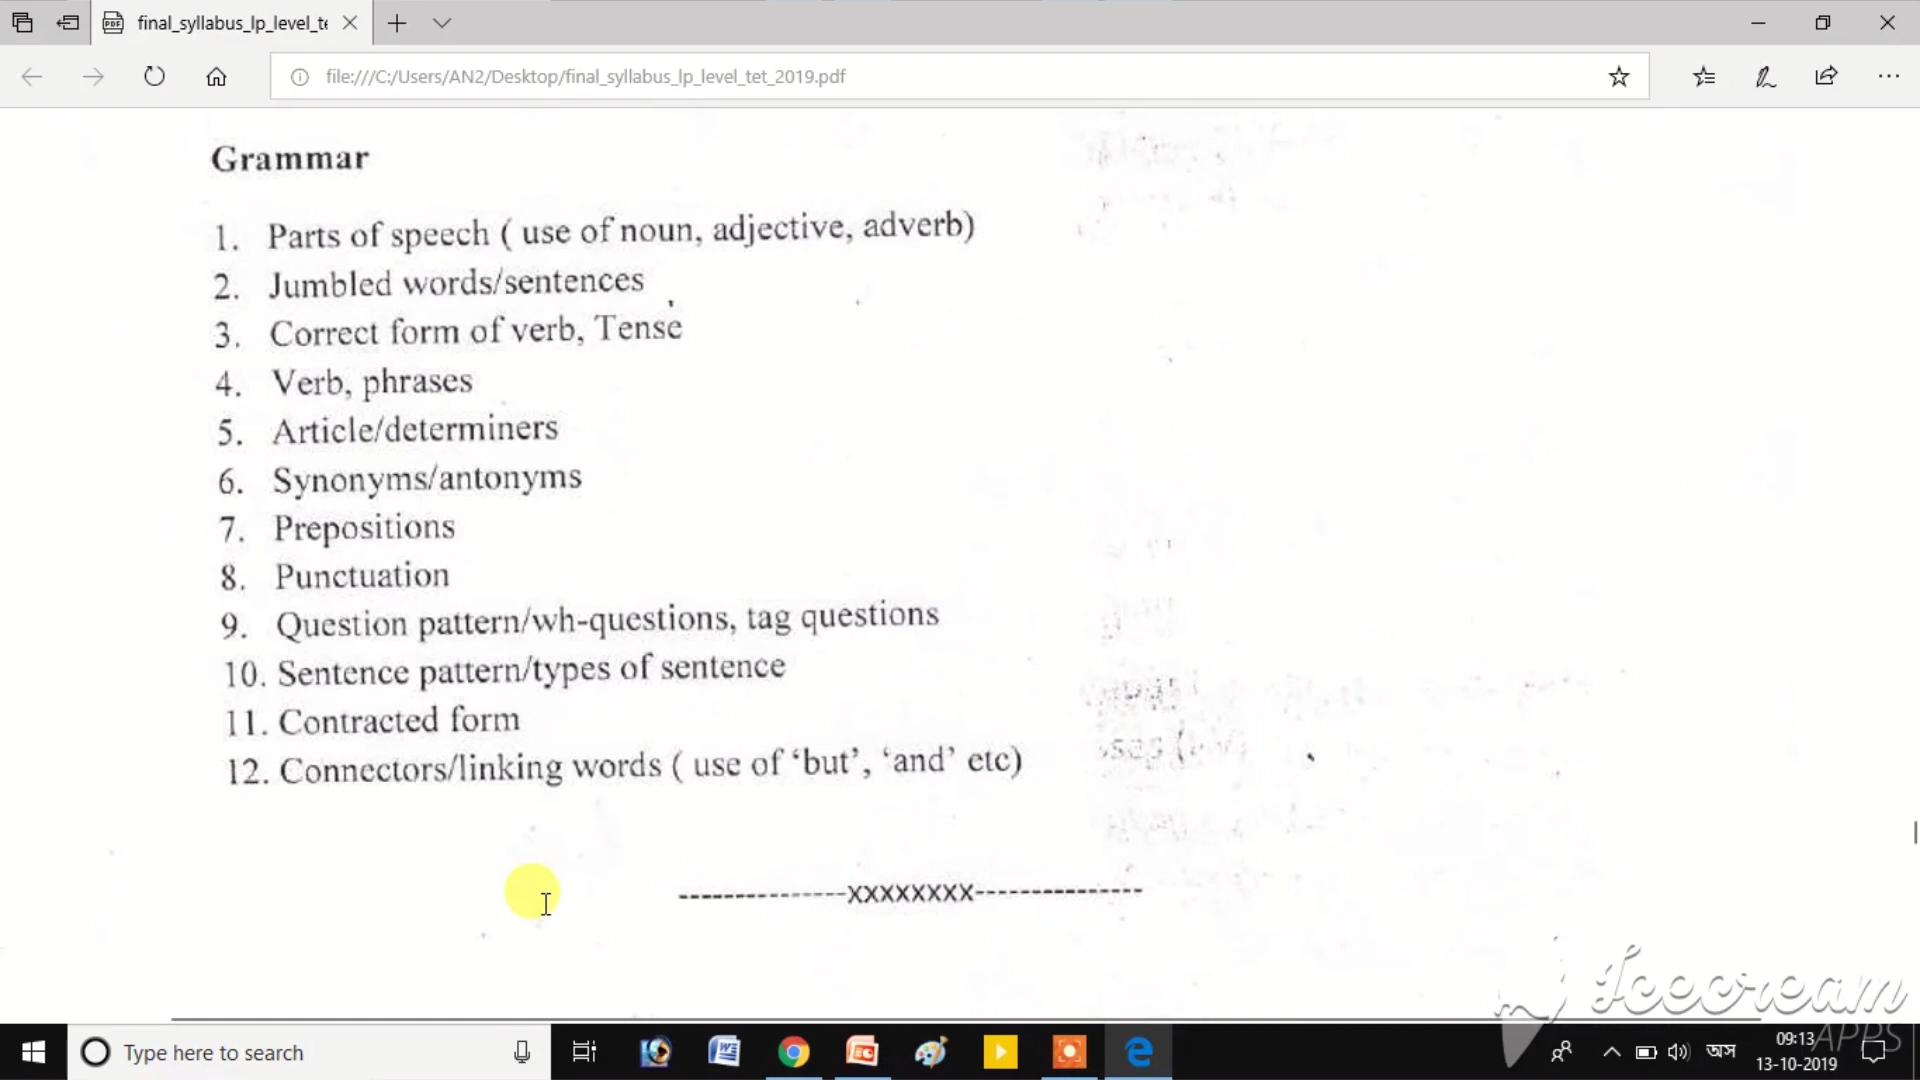 final_syllabus_lp_level_te
file:///C:/Users/AN2/Desktop/final_syllabus_lp_level_tet_2019.pdf
Grammar
1. Parts of speech ( use of noun, adjective, adverb)
2. Jumbled words/sentences
3. Correct form of verb, Tense
4. Verb, phrases
5. Article/determiners
6. Synonyms/antonyms
7. Prepositions
8. Punctuation
9. Question pattern/wh-questions, tag questions
10. Sentence pattern/types of sentence
11. Contracted form
12. Connectors/linking words ( use of ‘but’, ‘and’ etc)
---------------XXXXXXXX---------------
Icecream
APPS
Type here to search
অস
09:13
13-10-2019